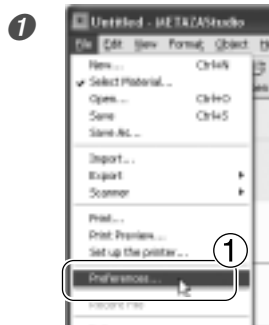 1
Untitled - METAZAStudio
File Edit View Format Object
New... Ctrl+N
Select Material...
Open... Ctrl+O
Save Ctrl+S
Save As...
Import...
Export
Scanner
Print...
Print Preview...
Set up the printer...
1
Preferences...
Recent File